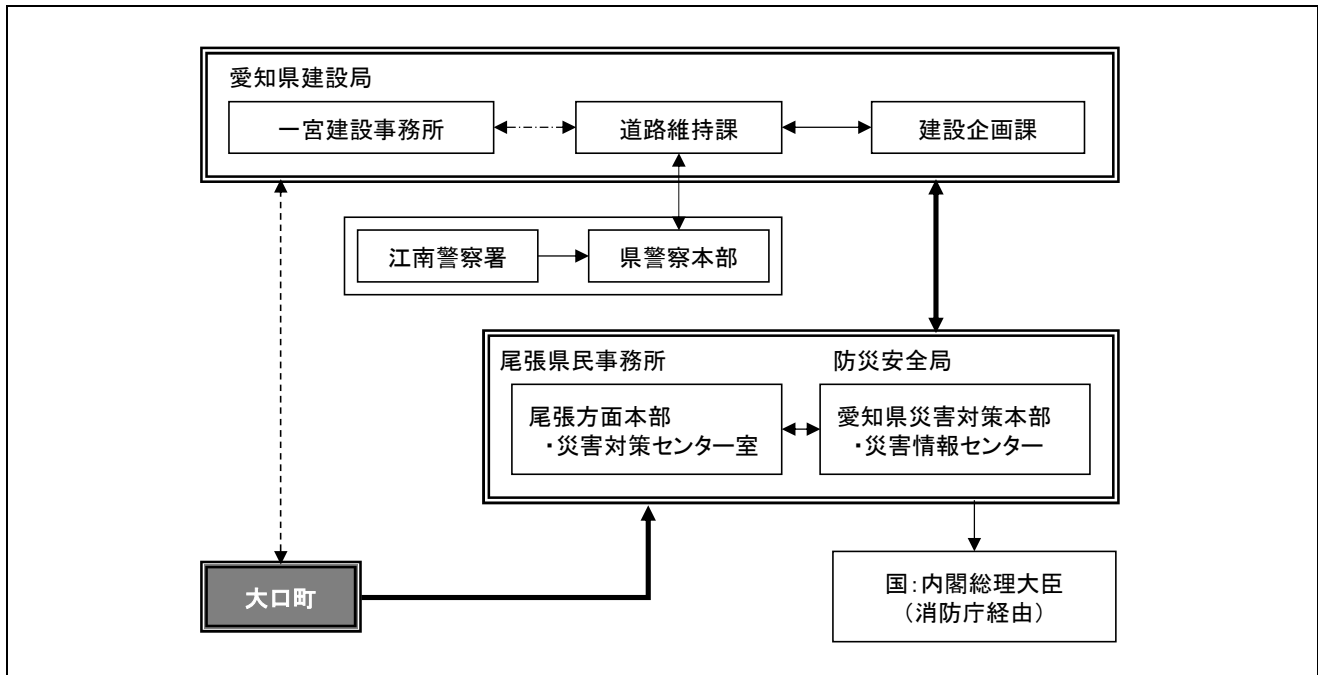 愛知県建設局
一宮建設事務所
道路維持課
建設企画課
江南警察署
県警察本部
尾張県民事務所
防災安全局
尾張方面本部
・災害対策センター室
愛知県災害対策本部
・災害情報センター
大口町
国:内閣総理大臣
（消防庁経由）